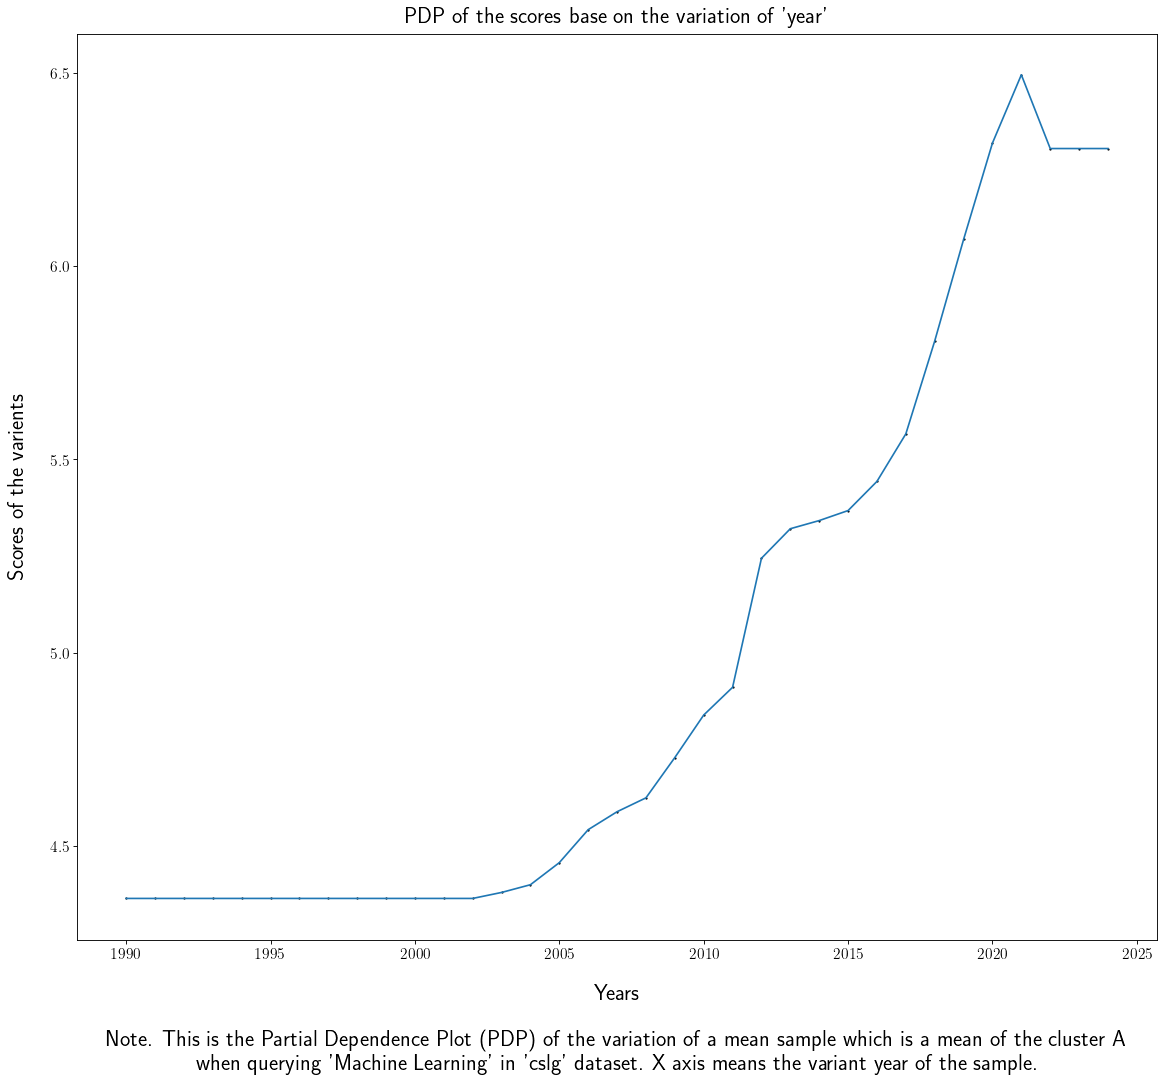 PDP of the scores base on the variation of 'year'
6.5
6.0
5.5
5.0
4.5
Scores of the varients
1990 1995 2000 2005 2010 2015 2020 2025
Years
Note. This is the Partial Dependence Plot (PDP) of the variation of a mean sample which is a mean of the cluster A
when querying 'Machine Learning' in 'cslg' dataset. X axis means the variant year of the sample.